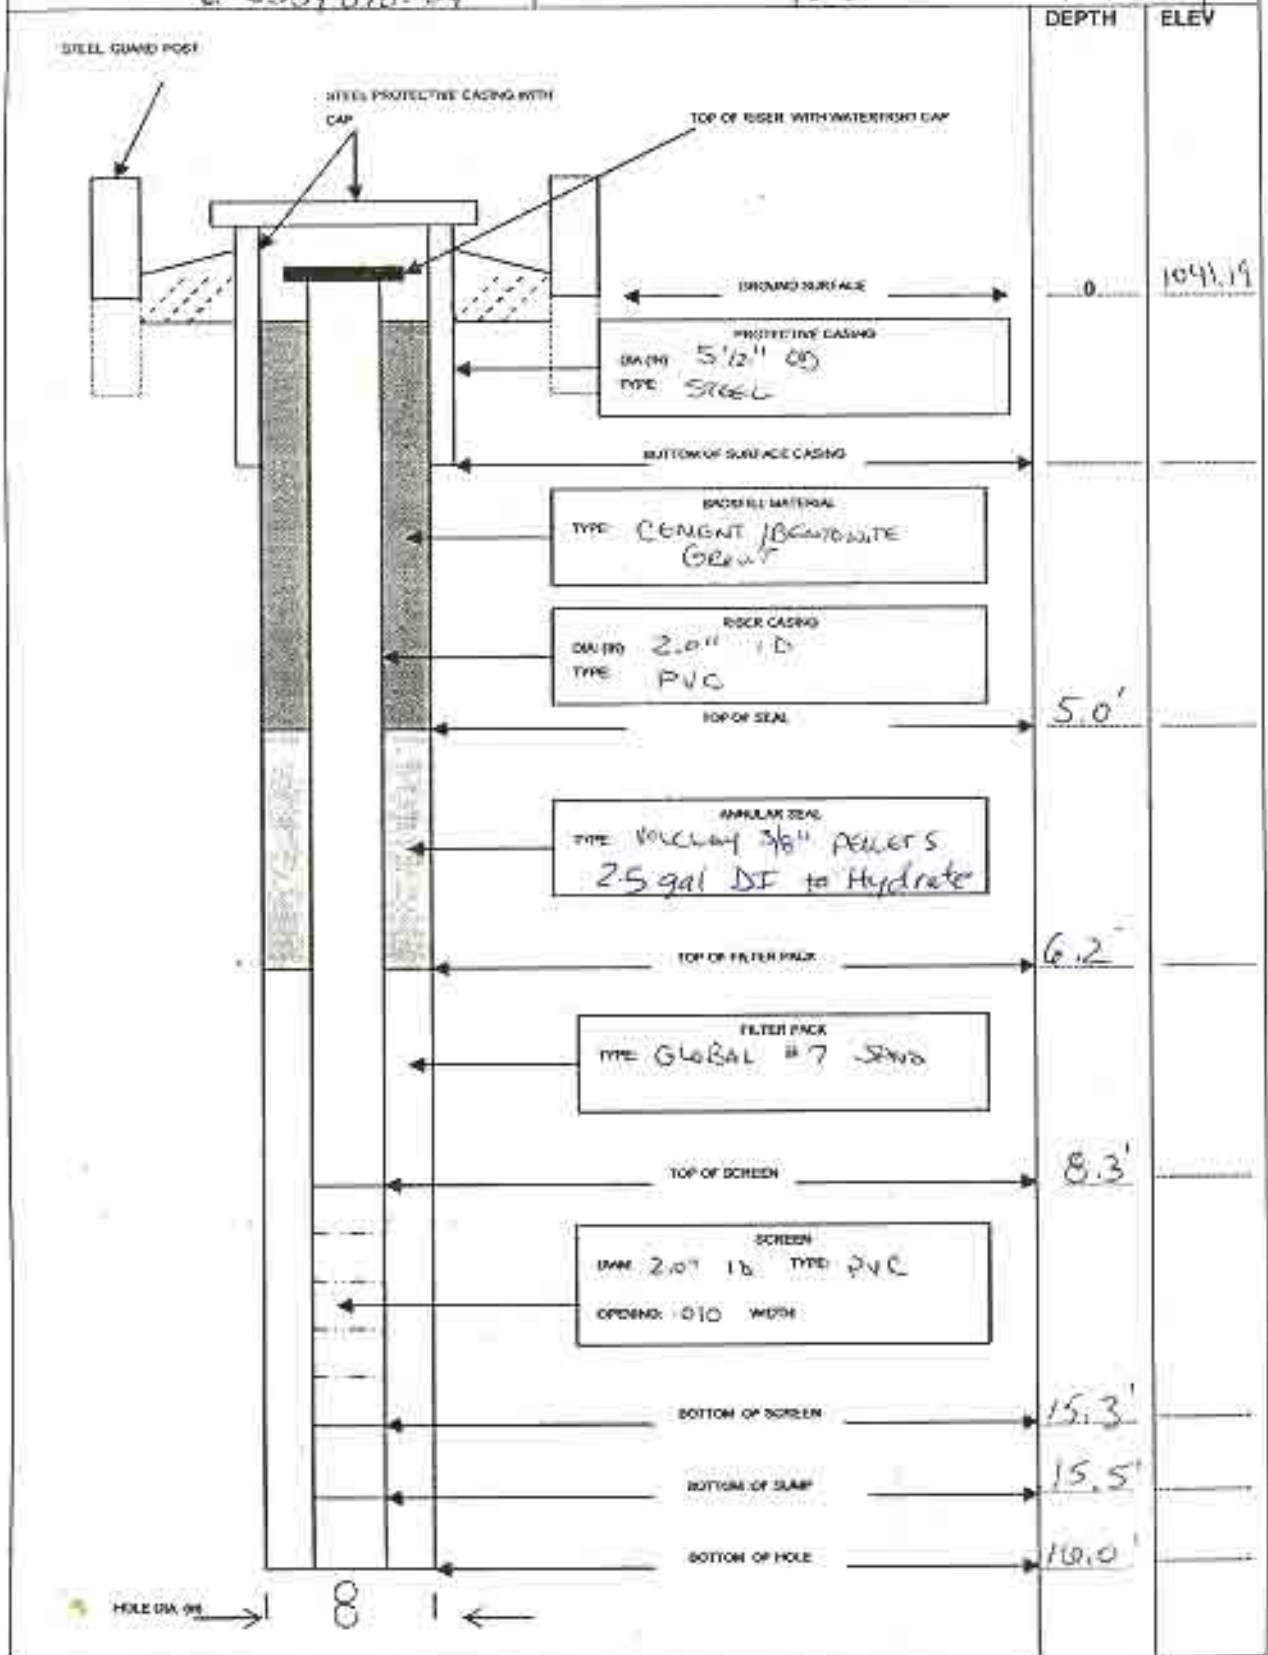 DEPTH ELEV
STEEL GUARD POST
STEEL PROTECTIVE CASING WITH
CAP
TOP OF RISER WITH WATERTIGHT CAP
GROUND SURFACE 0 1041.19
PROTECTIVE CASING
DIA (IN) 5 1/2" OD
TYPE STEEL
BOTTOM OF SURFACE CASING
BACKFILL MATERIAL
TYPE CEMENT / BENTONITE
GROUT
RISER CASING
DIA (IN) 2.0" ID
TYPE: PVC
TOP OF SEAL 5.0'
ANNULAR SEAL
TYPE VOLCLAY 3/8" PELLETS
2.5 gal DI to Hydrate
TOP OF FILTER PACK 6.2'
FILTER PACK
TYPE: GLOBAL #7 SAND
TOP OF SCREEN 8.3'
SCREEN
DIAM 2.0" ID TYPE: PVC
OPENING: .010 WIDTH
BOTTOM OF SCREEN 15.3'
BOTTOM OF SUMP 15.5'
BOTTOM OF HOLE 16.0'
HOLE DIA. (IN) 8